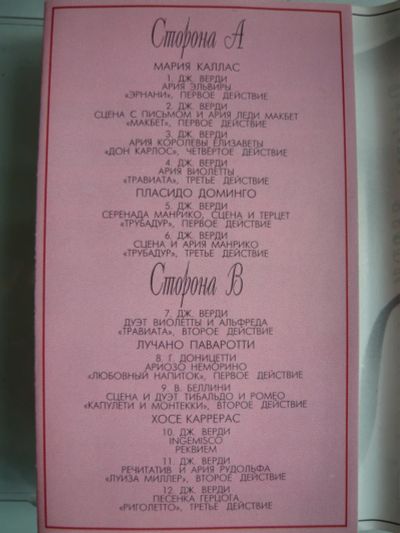 Сторона A
МАРИЯ КАЛЛАС
1. ДЖ. ВЕРДИ
АРИЯ ЭЛЬВИРЫ
«ЭРНАНИ», ПЕРВОЕ ДЕЙСТВИЕ
2. ДЖ. ВЕРДИ
СЦЕНА С ПИСЬМОМ И АРИЯ ЛЕДИ МАКБЕТ
«МАКБЕТ», ПЕРВОЕ ДЕЙСТВИЕ
3. ДЖ. ВЕРДИ
АРИЯ КОРОЛЕВЫ ЕЛИЗАВЕТЫ
«ДОН КАРЛОС», ЧЕТВЕРТОЕ ДЕЙСТВИЕ
4. ДЖ. ВЕРДИ
АРИЯ ВИОЛЕТТЫ
«ТРАВИАТА», ТРЕТЬЕ ДЕЙСТВИЕ
ПЛАСИДО ДОМИНГО
5. ДЖ. ВЕРДИ
СЕРЕНАДА МАНРИКО, СЦЕНА И ТЕРЦЕТ
«ТРУБАДУР», ПЕРВОЕ ДЕЙСТВИЕ
6. ДЖ. ВЕРДИ
СЦЕНА И АРИЯ МАНРИКО
«ТРУБАДУР», ТРЕТЬЕ ДЕЙСТВИЕ
Сторона B
7. ДЖ. ВЕРДИ
ДУЭТ ВИОЛЕТТЫ И АЛЬФРЕДА
«ТРАВИАТА», ВТОРОЕ ДЕЙСТВИЕ
ЛУЧАНО ПАВАРОТТИ
8. Г. ДОНИЦЕТТИ
АРИОЗО НЕМОРИНО
«ЛЮБОВНЫЙ НАПИТОК», ПЕРВОЕ ДЕЙСТВИЕ
9. В. БЕЛЛИНИ
СЦЕНА И ДУЭТ ТИБАЛЬДО И РОМЕО
«КАПУЛЕТИ И МОНТЕККИ», ВТОРОЕ ДЕЙСТВИЕ
ХОСЕ КАРРЕРАС
10. ДЖ. ВЕРДИ
INGEMISCO
РЕКВИЕМ
11. ДЖ. ВЕРДИ
РЕЧИТАТИВ И АРИЯ РУДОЛЬФА
«ЛУИЗА МИЛЛЕР», ВТОРОЕ ДЕЙСТВИЕ
12. ДЖ. ВЕРДИ
ПЕСЕНКА ГЕРЦОГА
«РИГОЛЕТТО», ТРЕТЬЕ ДЕЙСТВИЕ